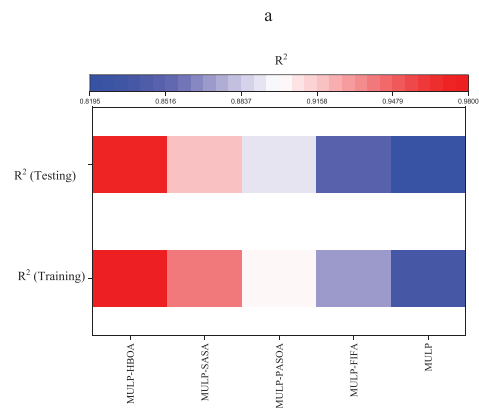 a
R²
0.8195 0.8516 0.8837 0.9158 0.9479 0.9800
R² (Testing)
R² (Training)
MULP-HBOA
MULP-SASA
MULP-PASOA
MULP-FIFA
MULP